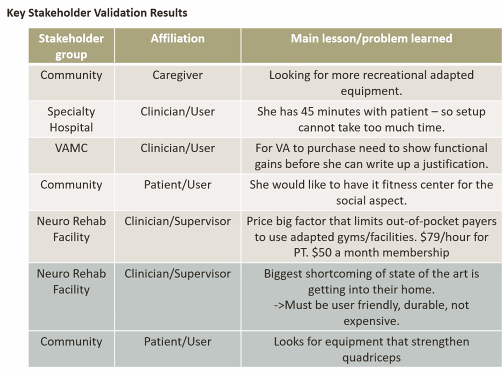 Key Stakeholder Validation Results
Stakeholder group
Affiliation
Main lesson/problem learned
Community
Caregiver
Looking for more recreational adapted
equipment.
Specialty
Hospital
Clinician/User
She has 45 minutes with patient – so setup
cannot take too much time.
VAMC
Clinician/User
For VA to purchase need to show functional
gains before she can write up a justification.
Community
Patient/User
She would like to have it fitness center for the
social aspect.
Neuro Rehab
Facility
Clinician/Supervisor
Price big factor that limits out-of-pocket payers
to use adapted gyms/facilities. $79/hour for
PT. $50 a month membership
Neuro Rehab
Facility
Clinician/Supervisor
Biggest shortcoming of state of the art is
getting into their home.
->Must be user friendly, durable, not
expensive.
Community
Patient/User
Looks for equipment that strengthen
quadriceps